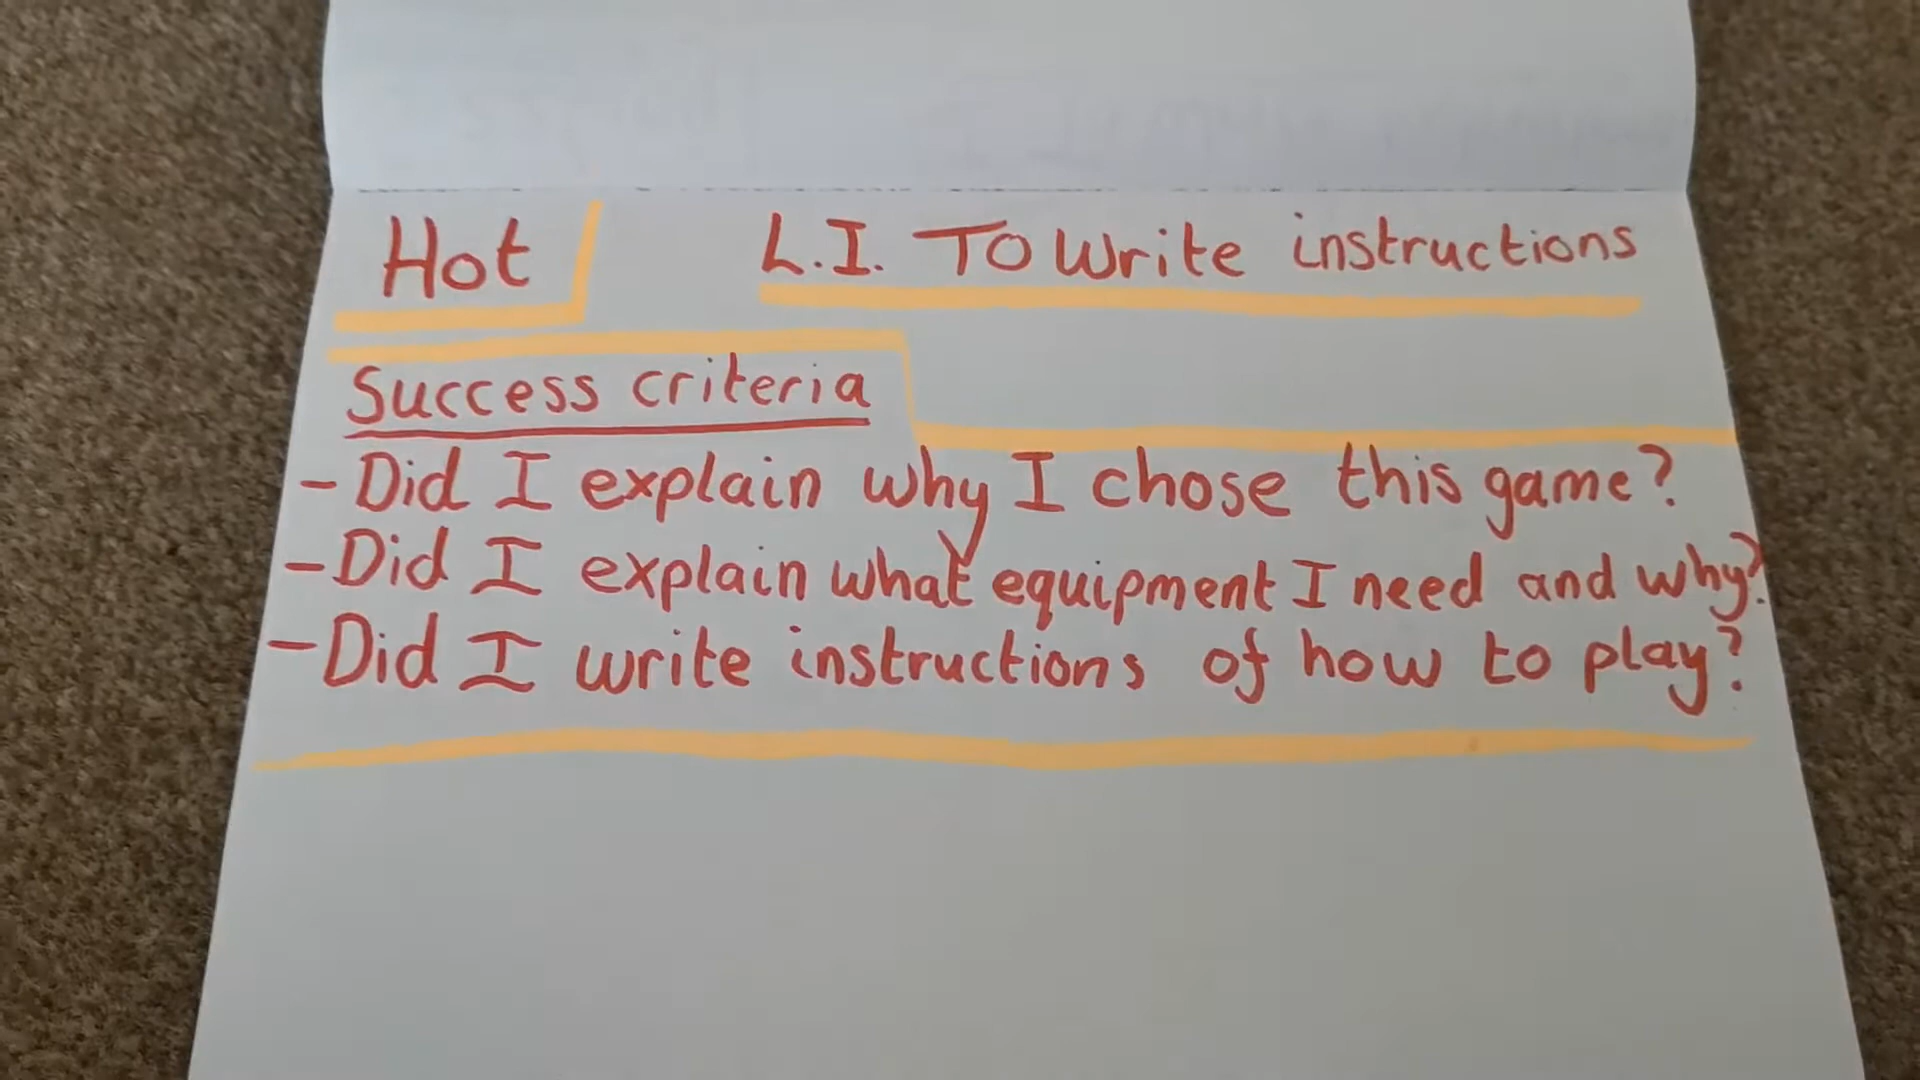 Hot
L.I. To Write instructions
Success criteria
- Did I explain why I chose this game?
- Did I explain what equipment I need and why?
- Did I write instructions of how to play?